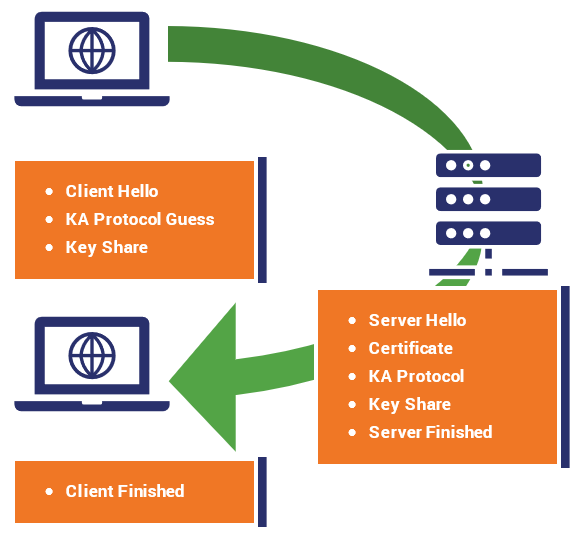 Client Hello
KA Protocol Guess
Key Share
Server Hello
Certificate
KA Protocol
Key Share
Server Finished
Client Finished